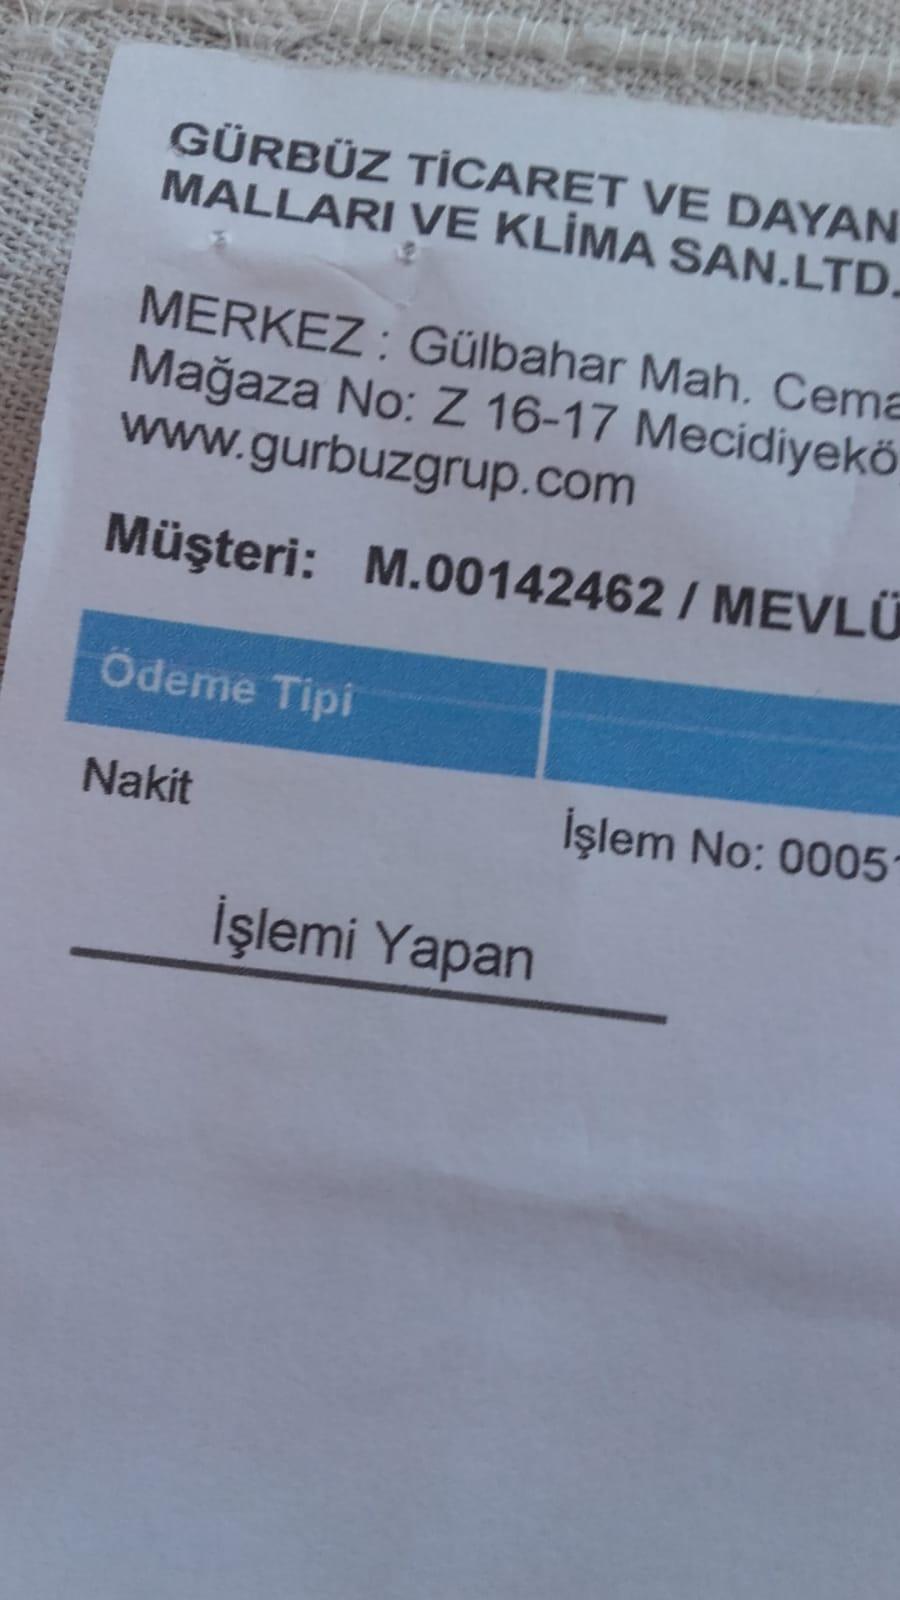 GÜRBÜZ TİCARET VE DAYAN
MALLARI VE KLİMA SAN.LTD.
MERKEZ : Gülbahar Mah. Cema
Mağaza No: Z 16-17 Mecidiyekö
www.gurbuzgrup.com
Müşteri: M.00142462 / MEVLÜ
Ödeme Tipi
Nakit
İşlem No: 00051
İşlemi Yapan